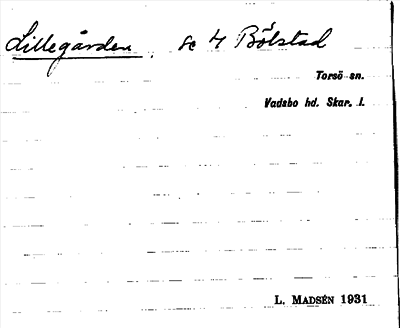 Lillegården. se 4 Bölstad
Torsö sn.
Vadsbo hd. Skar. l.
L. Madsén 1931